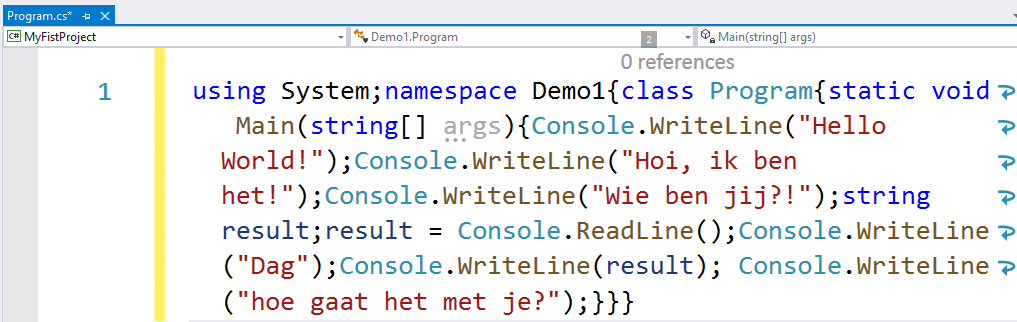 Program.cs*
MyFistProject
Demo1.Program
2
Main(string[] args)
0 references
1
using System;namespace Demo1{class Program{static void
Main(string[] args){Console.WriteLine("Hello
World!");Console.WriteLine("Hoi, ik ben
het!");Console.WriteLine("Wie ben jij?!");string
result;result = Console.ReadLine();Console.WriteLine
("Dag");Console.WriteLine(result); Console.WriteLine
("hoe gaat het met je?");}}}